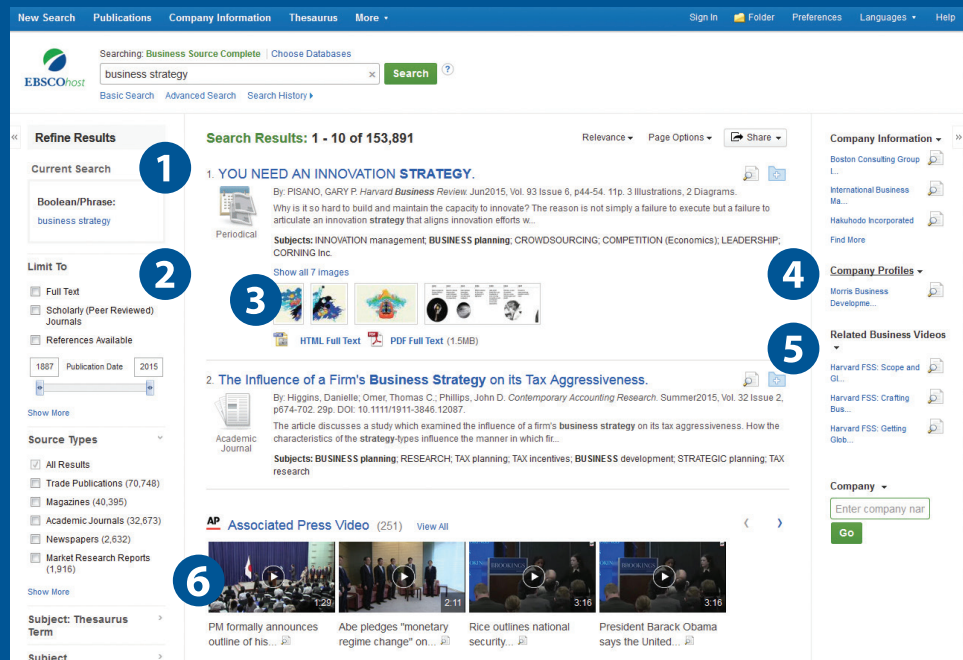 New Search Publications Company Information Thesaurus More
Sign In Folder Preferences Languages Help
EBSCOhost
Searching: Business Source Complete | Choose Databases
business strategy × Search ?
Basic Search Advanced Search Search History
« Refine Results
Current Search
Boolean/Phrase:
business strategy
1
Limit To
2
Full Text
Scholarly (Peer Reviewed)
Journals
References Available
1887 Publication Date 2015
Show More
Source Types
All Results
Trade Publications (70,748)
Magazines (40,395)
Academic Journals (32,673)
Newspapers (2,632)
Market Research Reports
(1,916)
Show More
Subject: Thesaurus
Term
Subject
Search Results: 1 - 10 of 153,891
Relevance Page Options Share
1. YOU NEED AN INNOVATION STRATEGY.
Periodical
By: PISANO, GARY P. Harvard Business Review. Jun2015, Vol. 93 Issue 6, p44-54. 11p. 3 Illustrations, 2 Diagrams.
Why is it so hard to build and maintain the capacity to innovate? The reason is not simply a failure to execute but a failure to
articulate an innovation strategy that aligns innovation efforts w...
Subjects: INNOVATION management; BUSINESS planning; CROWDSOURCING; COMPETITION (Economics); LEADERSHIP;
CORNING Inc.
Show all 7 images
3
HTML Full Text PDF Full Text (1.5MB)
2. The Influence of a Firm's Business Strategy on its Tax Aggressiveness.
Academic
Journal
By: Higgins, Danielle; Omer, Thomas C.; Phillips, John D. Contemporary Accounting Research. Summer2015, Vol. 32 Issue 2,
p674-702. 29p. DOI: 10.1111/1911-3846.12087.
The article discusses a study which examined the influence of a firm's business strategy on its tax aggressiveness. How the
characteristics of the strategy-types influence the manner in which fir...
Subjects: BUSINESS planning; RESEARCH; TAX planning; TAX incentives; BUSINESS development; STRATEGIC planning; TAX
research
AP Associated Press Video (251) View All
6
1:29
2:11
BROOKINGS
3:16
BROOKINGS
3:16
PM formally announces
outline of his...
Abe pledges "monetary
regime change" on...
Rice outlines national
security...
President Barack Obama
says the United...
Company Information »
Boston Consulting Group
I...
International Business
Ma...
Hakuhodo Incorporated
Find More
4
Company Profiles
Morris Business
Developme...
5
Related Business Videos
Harvard FSS: Scope and
Gl...
Harvard FSS: Crafting
Bus...
Harvard FSS: Getting
Glob...
Company
Enter company nar
Go